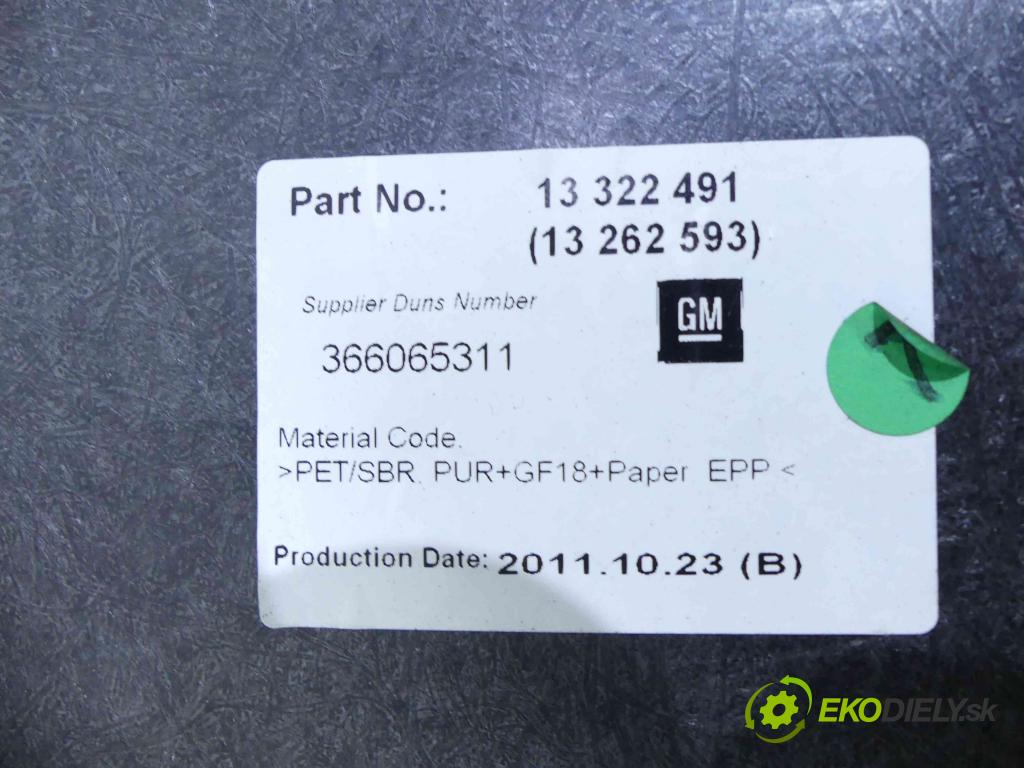 Part No.: 13 322 491
(13 262 593)
Supplier Duns Number
GM
366065311
Material Code.
>PET/SBR. PUR+GF18+Paper EPP <
Production Date: 2011.10.23 (B)
EKODIELY.sk